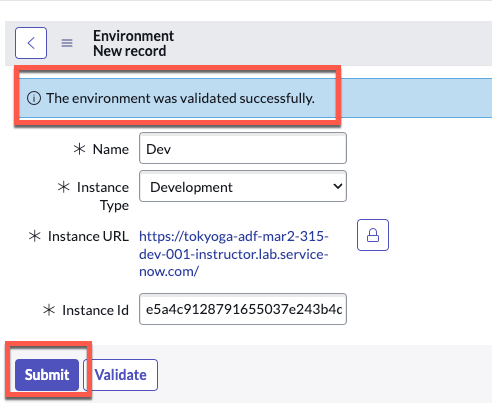 Environment
New record
The environment was validated successfully.
Name Dev
Instance Type Development
Instance URL https://tokyoga-adf-mar2-315-
dev-001-instructor.lab.service-
now.com/
Instance Id e5a4c9128791655037e243b4c
Submit Validate